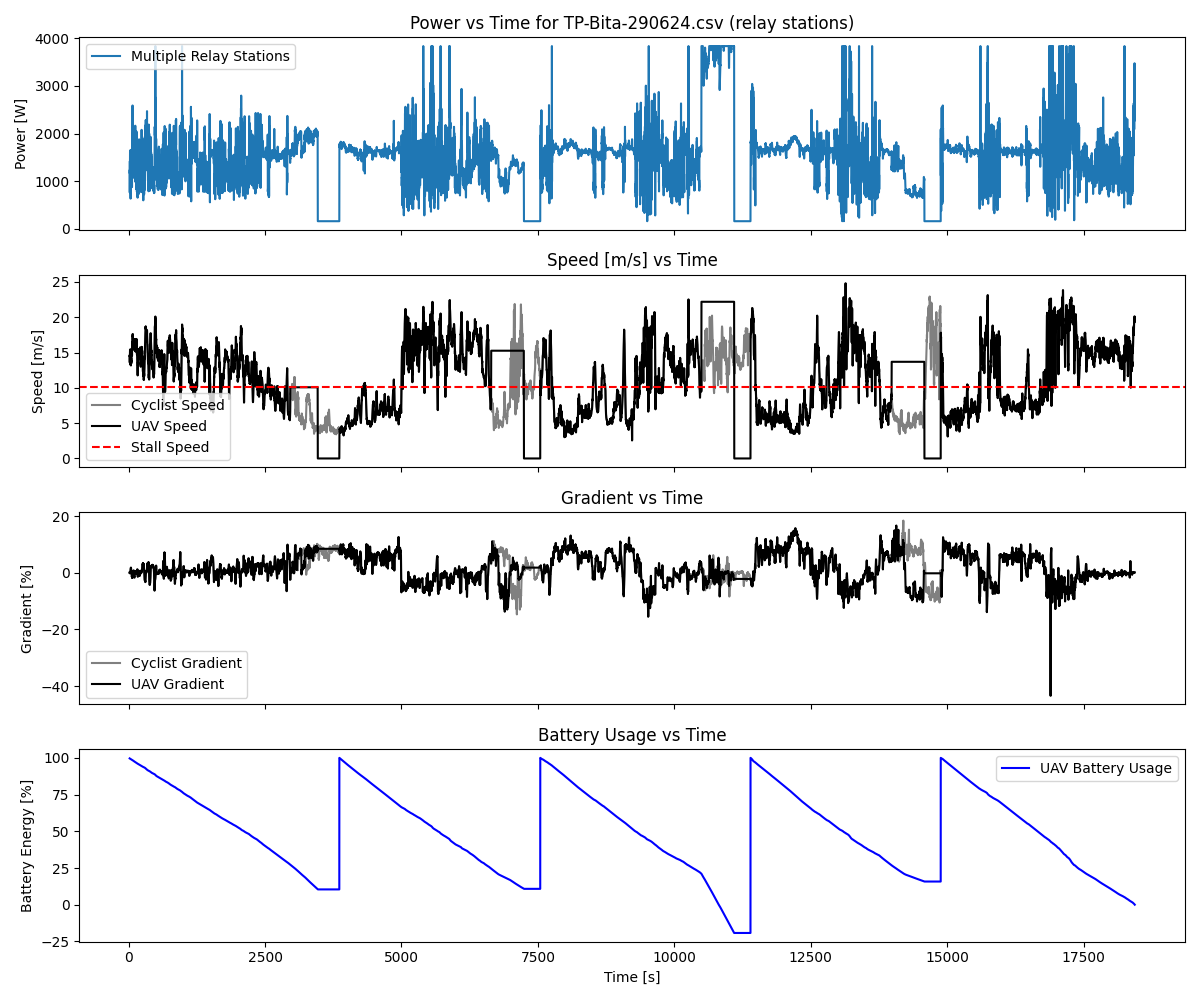 Power vs Time for TP-Bita-290624.csv (relay stations)
4000
3000
2000
1000
0
Power [W]
Multiple Relay Stations
Speed [m/s] vs Time
25
20
15
10
5
0
Speed [m/s]
Cyclist Speed
UAV Speed
Stall Speed
Gradient vs Time
20
0
−20
−40
Gradient [%]
Cyclist Gradient
UAV Gradient
Battery Usage vs Time
100
75
50
25
0
−25
Battery Energy [%]
UAV Battery Usage
0 2500 5000 7500 10000 12500 15000 17500
Time [s]